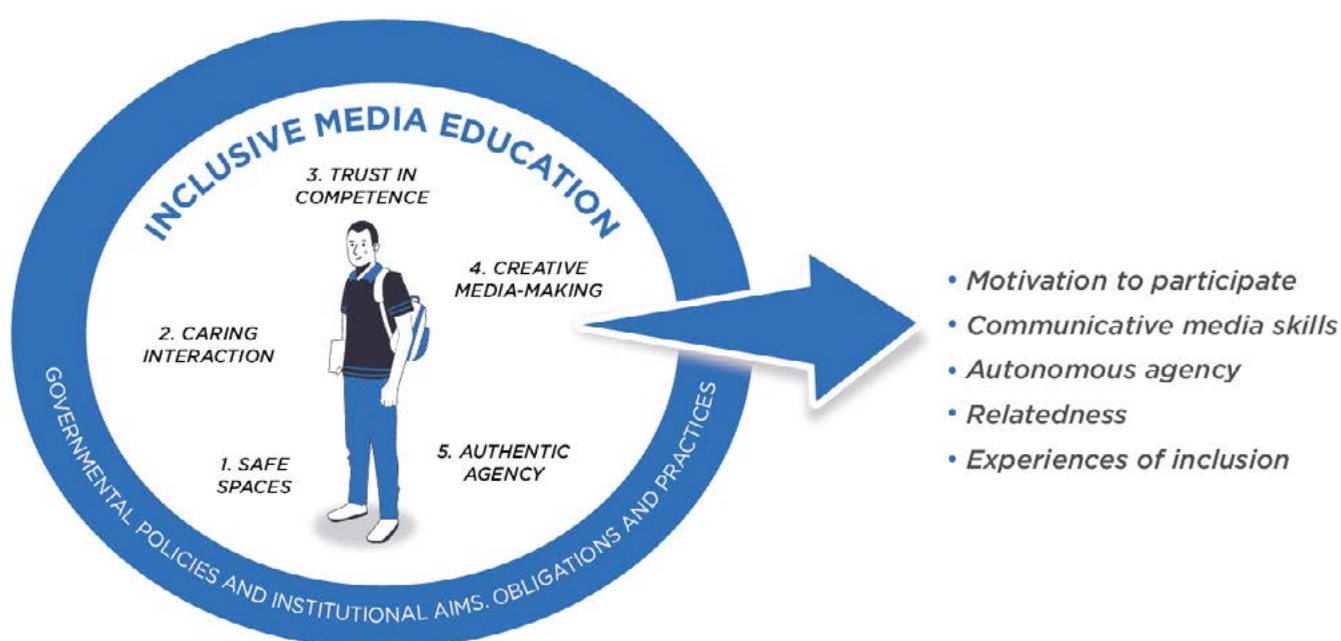 INCLUSIVE MEDIA EDUCATION
3. TRUST IN
COMPETENCE
4. CREATIVE
MEDIA-MAKING
2. CARING
INTERACTION
1. SAFE
SPACES
5. AUTHENTIC
AGENCY
GOVERNMENTAL POLICIES AND INSTITUTIONAL AIMS. OBLIGATIONS AND PRACTICES
• Motivation to participate
• Communicative media skills
• Autonomous agency
• Relatedness
• Experiences of inclusion